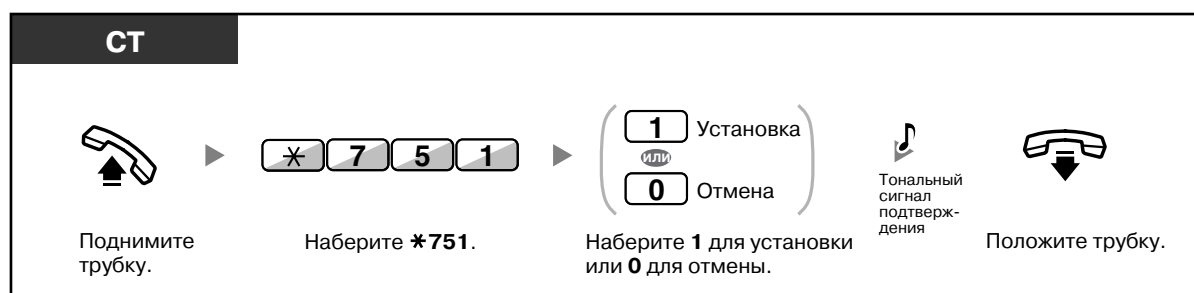 СТ
✳ 7 5 1
1 Установка
или
0 Отмена
Тональный
сигнал
подтверж-
дения
Поднимите
трубку.
Наберите ✳751.
Наберите 1 для установки
или 0 для отмены.
Положите трубку.